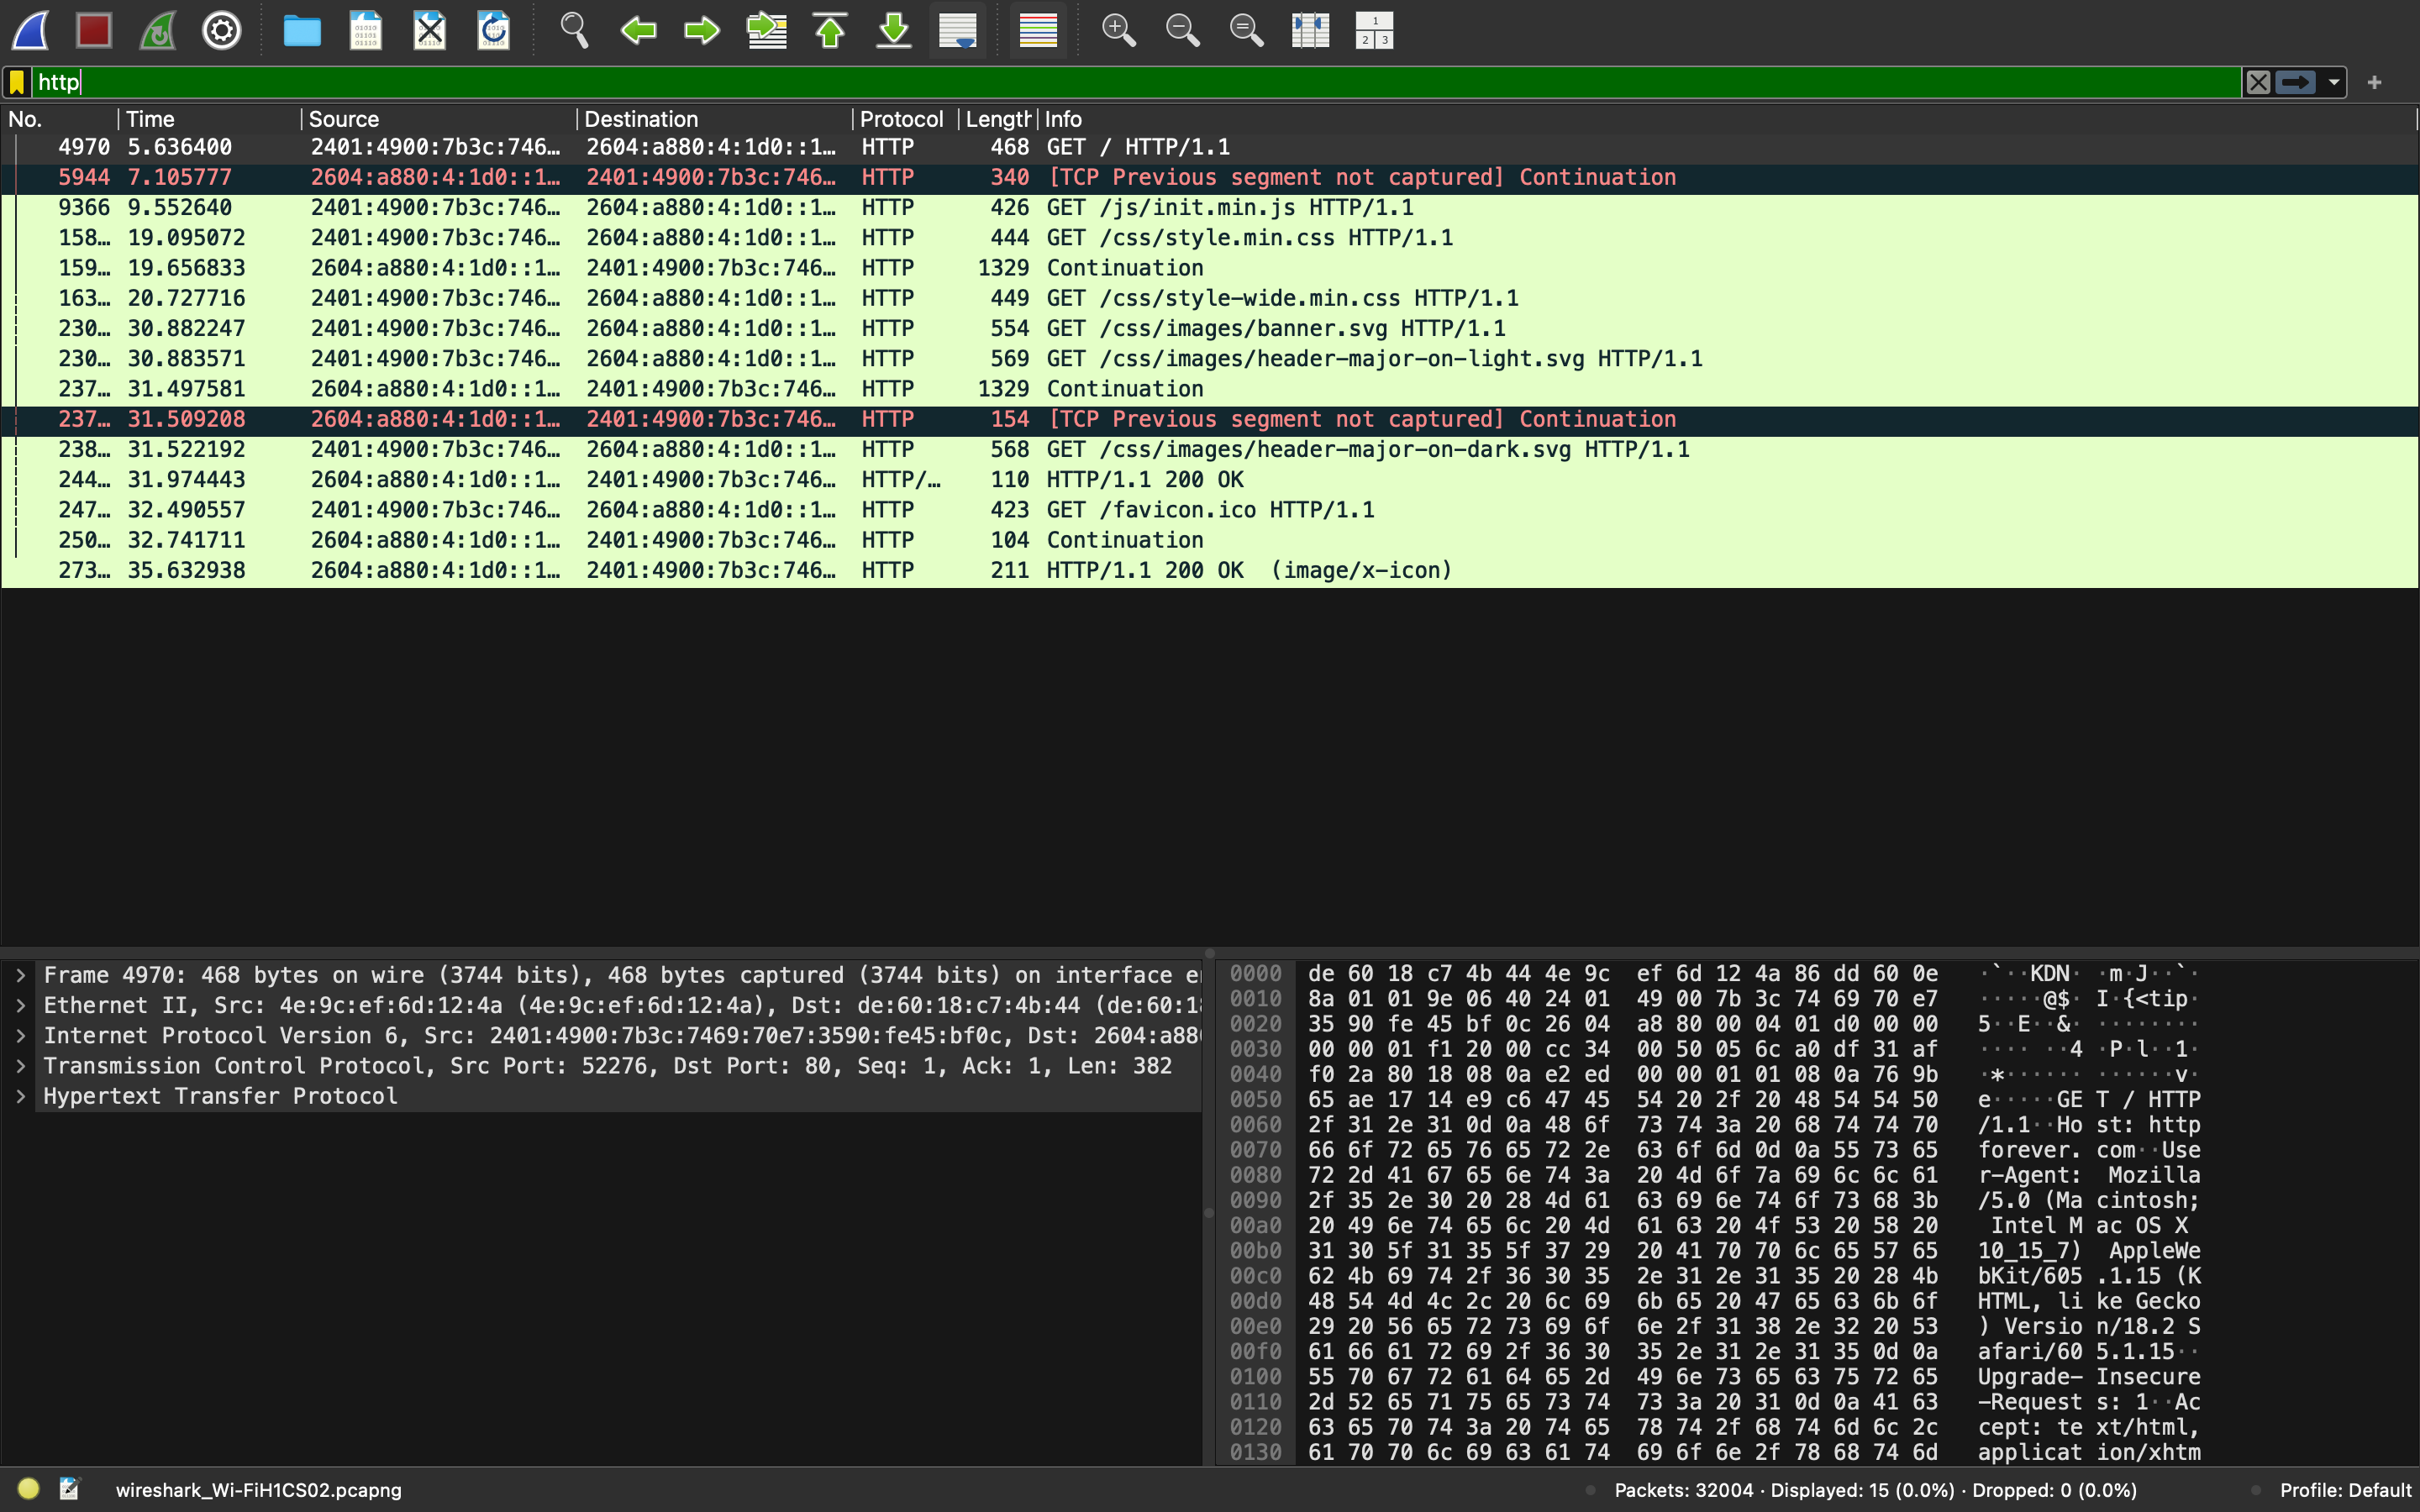 http
No. Time Source Destination Protocol Length Info
4970 5.636400 2401:4900:7b3c:746… 2604:a880:4:1d0::1… HTTP 468 GET / HTTP/1.1
5944 7.105777 2604:a880:4:1d0::1… 2401:4900:7b3c:746… HTTP 340 [TCP Previous segment not captured] Continuation
9366 9.552640 2401:4900:7b3c:746… 2604:a880:4:1d0::1… HTTP 426 GET /js/init.min.js HTTP/1.1
158… 19.095072 2401:4900:7b3c:746… 2604:a880:4:1d0::1… HTTP 444 GET /css/style.min.css HTTP/1.1
159… 19.656833 2604:a880:4:1d0::1… 2401:4900:7b3c:746… HTTP 1329 Continuation
163… 20.727716 2401:4900:7b3c:746… 2604:a880:4:1d0::1… HTTP 449 GET /css/style-wide.min.css HTTP/1.1
230… 30.882247 2401:4900:7b3c:746… 2604:a880:4:1d0::1… HTTP 554 GET /css/images/banner.svg HTTP/1.1
230… 30.883571 2401:4900:7b3c:746… 2604:a880:4:1d0::1… HTTP 569 GET /css/images/header-major-on-light.svg HTTP/1.1
237… 31.497581 2604:a880:4:1d0::1… 2401:4900:7b3c:746… HTTP 1329 Continuation
237… 31.509208 2604:a880:4:1d0::1… 2401:4900:7b3c:746… HTTP 154 [TCP Previous segment not captured] Continuation
238… 31.522192 2401:4900:7b3c:746… 2604:a880:4:1d0::1… HTTP 568 GET /css/images/header-major-on-dark.svg HTTP/1.1
244… 31.974443 2604:a880:4:1d0::1… 2401:4900:7b3c:746… HTTP/… 110 HTTP/1.1 200 OK
247… 32.490557 2401:4900:7b3c:746… 2604:a880:4:1d0::1… HTTP 423 GET /favicon.ico HTTP/1.1
250… 32.741711 2604:a880:4:1d0::1… 2401:4900:7b3c:746… HTTP 104 Continuation
273… 35.632938 2604:a880:4:1d0::1… 2401:4900:7b3c:746… HTTP 211 HTTP/1.1 200 OK (image/x-icon)
Frame 4970: 468 bytes on wire (3744 bits), 468 bytes captured (3744 bits) on interface e
Ethernet II, Src: 4e:9c:ef:6d:12:4a (4e:9c:ef:6d:12:4a), Dst: de:60:18:c7:4b:44 (de:60:18
Internet Protocol Version 6, Src: 2401:4900:7b3c:7469:70e7:3590:fe45:bf0c, Dst: 2604:a880
Transmission Control Protocol, Src Port: 52276, Dst Port: 80, Seq: 1, Ack: 1, Len: 382
Hypertext Transfer Protocol
0000 de 60 18 c7 4b 44 4e 9c ef 6d 12 4a 86 dd 60 0e ·`··KDN· ·m·J··`·
0010 8a 01 01 9e 06 40 24 01 49 00 7b 3c 74 69 70 e7 ·····@$· I·{<tip·
0020 35 90 fe 45 bf 0c 26 04 a8 80 00 04 01 d0 00 00 5··E··&· ········
0030 00 00 01 f1 20 00 cc 34 00 50 05 6c a0 df 31 af ···· ··4 ·P·l··1·
0040 f0 2a 80 18 08 0a e2 ed 00 00 01 01 08 0a 76 9b ·*······ ······v·
0050 65 ae 17 14 e9 c6 47 45 54 20 2f 20 48 54 54 50 e·····GE T / HTTP
0060 2f 31 2e 31 0d 0a 48 6f 73 74 3a 20 68 74 74 70 /1.1··Ho st: http
0070 66 6f 72 65 76 65 72 2e 63 6f 6d 0d 0a 55 73 65 forever. com··Use
0080 72 2d 41 67 65 6e 74 3a 20 4d 6f 7a 69 6c 6c 61 r-Agent: Mozilla
0090 2f 35 2e 30 20 28 4d 61 63 69 6e 74 6f 73 68 3b /5.0 (Ma cintosh;
00a0 20 49 6e 74 65 6c 20 4d 61 63 20 4f 53 20 58 20 Intel M ac OS X
00b0 31 30 5f 31 35 5f 37 29 20 41 70 70 6c 65 57 65 10_15_7) AppleWe
00c0 62 4b 69 74 2f 36 30 35 2e 31 2e 31 35 20 28 4b bKit/605 .1.15 (K
00d0 48 54 4d 4c 2c 20 6c 69 6b 65 20 47 65 63 6b 6f HTML, li ke Gecko
00e0 29 20 56 65 72 73 69 6f 6e 2f 31 38 2e 32 20 53 ) Versio n/18.2 S
00f0 61 66 61 72 69 2f 36 30 35 2e 31 2e 31 35 0d 0a afari/60 5.1.15··
0100 55 70 67 72 61 64 65 2d 49 6e 73 65 63 75 72 65 Upgrade- Insecure
0110 2d 52 65 71 75 65 73 74 73 3a 20 31 0d 0a 41 63 -Request s: 1··Ac
0120 63 65 70 74 3a 20 74 65 78 74 2f 68 74 6d 6c 2c cept: te xt/html,
0130 61 70 70 6c 69 63 61 74 69 6f 6e 2f 78 68 74 6d applicat ion/xhtm
wireshark_Wi-FiH1CS02.pcapng Packets: 32004 · Displayed: 15 (0.0%) · Dropped: 0 (0.0%) Profile: Default